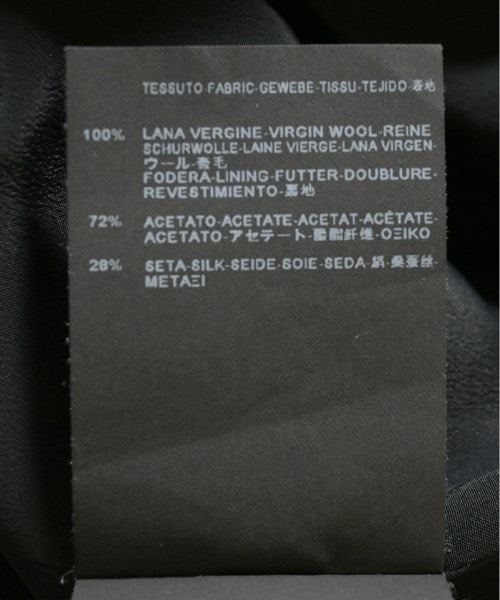 TESSUTO-FABRIC-GEWEBE-TISSU-TEJIDO-表地
100% LANA VERGINE-VIRGIN WOOL-REINE
SCHURWOLLE-LAINE VIERGE-LANA VIRGEN-
ウール-羊毛
FODERA-LINING-FUTTER-DOUBLURE-
REVESTIMIENTO-裏地
72% ACETATO-ACETATE-ACETAT-ACÉTATE-
ACETATO-アセテート-醋酯纤维-ΟΞΙΚΟ
28% SETA-SILK-SEIDE-SOIE-SEDA-絹-桑蚕丝-
ΜΕΤΑΞΙ